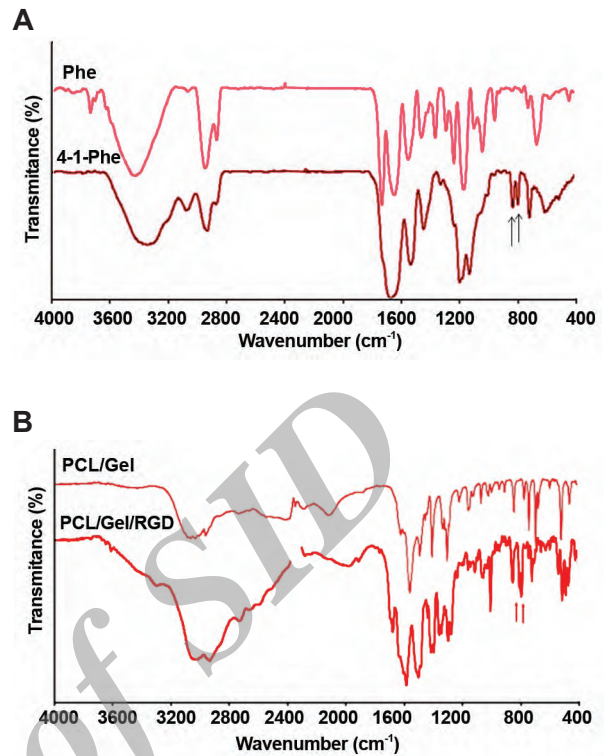 A
Phe
4-1-Phe
Transmitance (%)
4000 3600 3200 2800 2000 1600 1200 800 400
Wavenumber (cm-1)
B
PCL/Gel
PCL/Gel/RGD
Transmitance (%)
4000 3600 3200 2800 2400 2000 1600 1200 800 400
Wavenumber (cm-1)
of SID